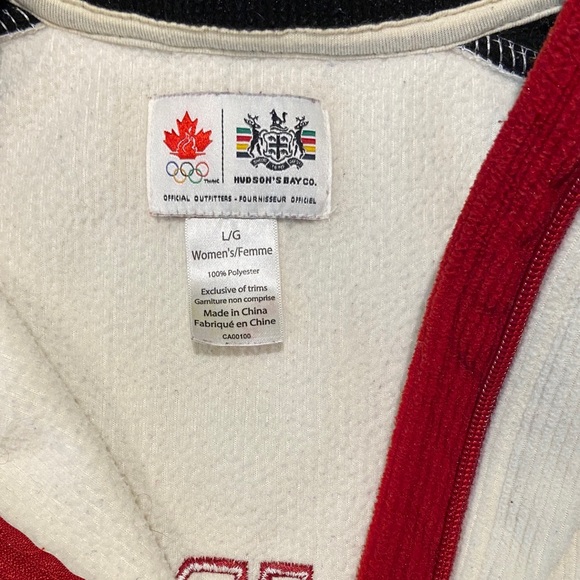 HUDSON'S BAY CO.
OFFICIAL OUTFITTERS - FOURNISSEUR OFFICIEL
L/G
Women's/Femme
100% Polyester
Exclusive of trims
Garniture non comprise
Made in China
Fabriqué en Chine
CA00100